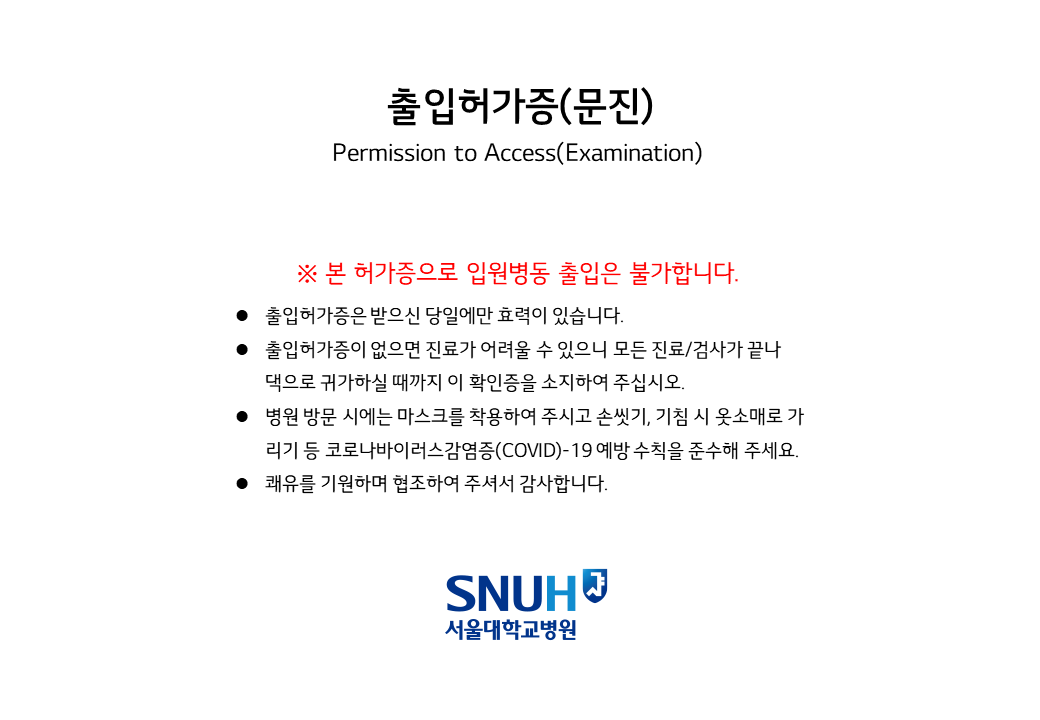 출입허가증(문진)
Permission to Access(Examination)
※ 본 허가증으로 입원병동 출입은 불가합니다.
● 출입허가증은 받으신 당일에만 효력이 있습니다.
● 출입허가증이 없으면 진료가 어려울 수 있으니 모든 진료/검사가 끝나
댁으로 귀가하실 때까지 이 확인증을 소지하여 주십시오.
● 병원 방문 시에는 마스크를 착용하여 주시고 손씻기, 기침 시 옷소매로 가
리기 등 코로나바이러스감염증(COVID)-19 예방 수칙을 준수해 주세요.
● 쾌유를 기원하며 협조하여 주셔서 감사합니다.
SNUH
서울대학교병원